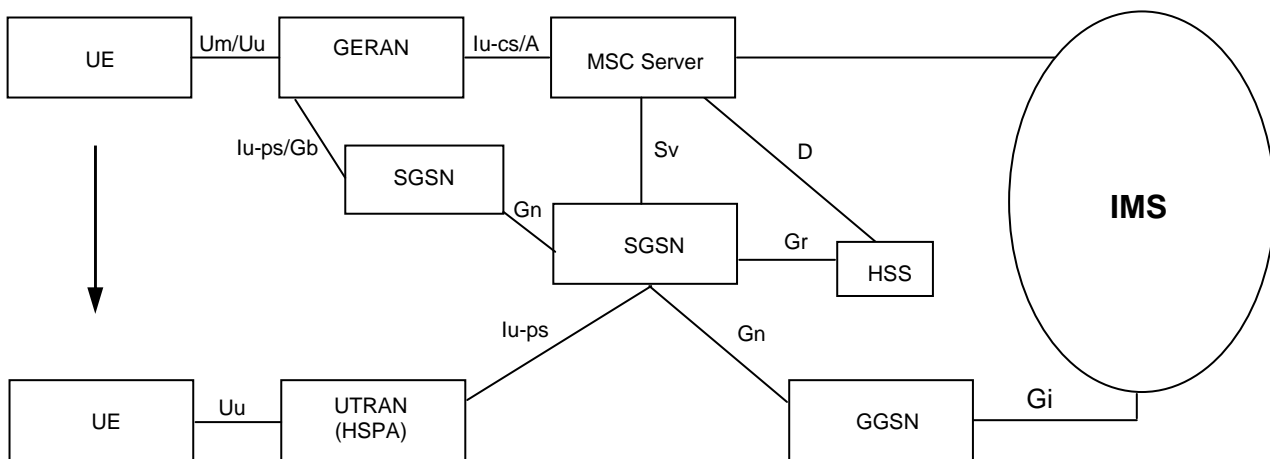 UE
Um/Uu
GERAN
Iu-cs/A
MSC Server
Iu-ps/Gb
SGSN
Gn
Sv
D
IMS
SGSN
Gr
HSS
Iu-ps
Gn
UE
Uu
UTRAN
(HSPA)
GGSN
Gi